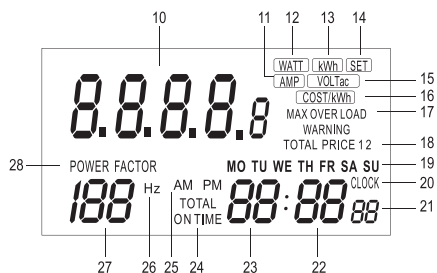 10 11 12 13 14
WATT kWh SET
AMP VOLTac 15
COST/kWh 16
8.8.8.8.8
MAX OVER LOAD 17
WARNING
TOTAL PRICE 1 2 18
28 POWER FACTOR MO TU WE TH FR SA SU 19
CLOCK 20
188 Hz AM PM 88:88 88 21
TOTAL
ON TIME
27 26 25 24 23 22